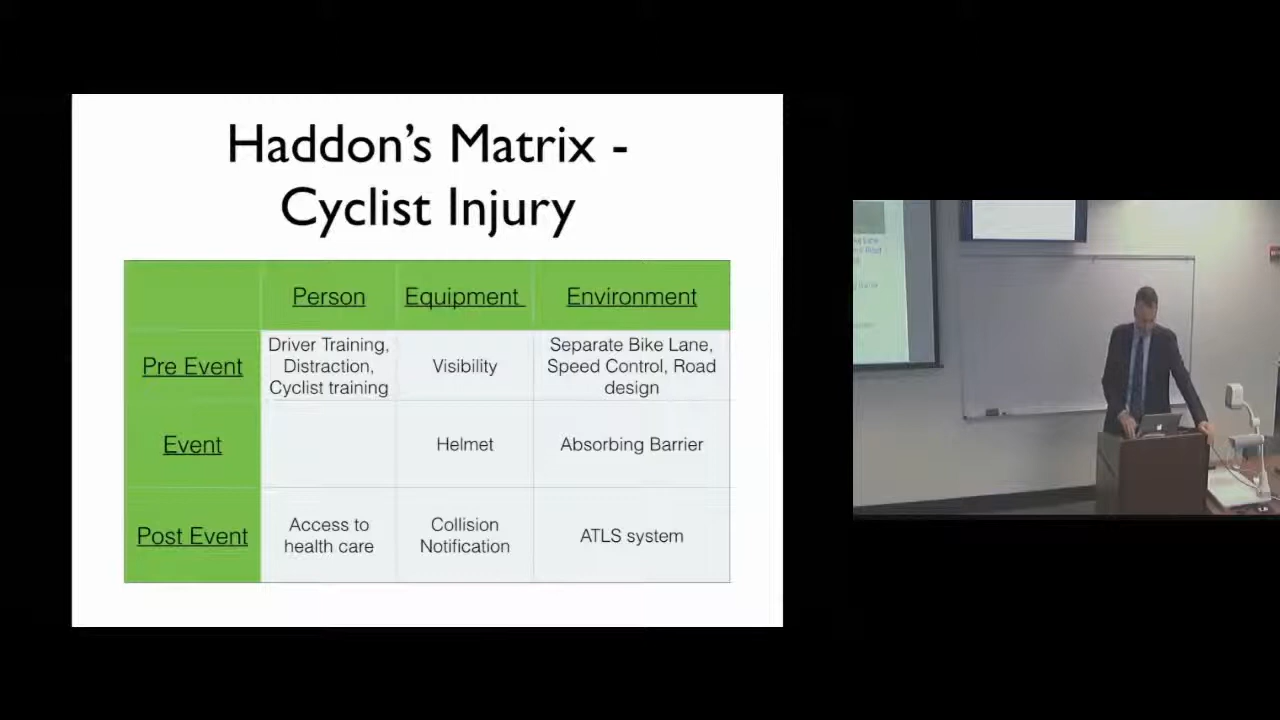 Haddon's Matrix -
Cyclist Injury
Person
Equipment
Environment
Pre Event
Driver Training,
Distraction,
Cyclist training
Visibility
Separate Bike Lane,
Speed Control, Road
design
Event
Helmet
Absorbing Barrier
Post Event
Access to
health care
Collision
Notification
ATLS system